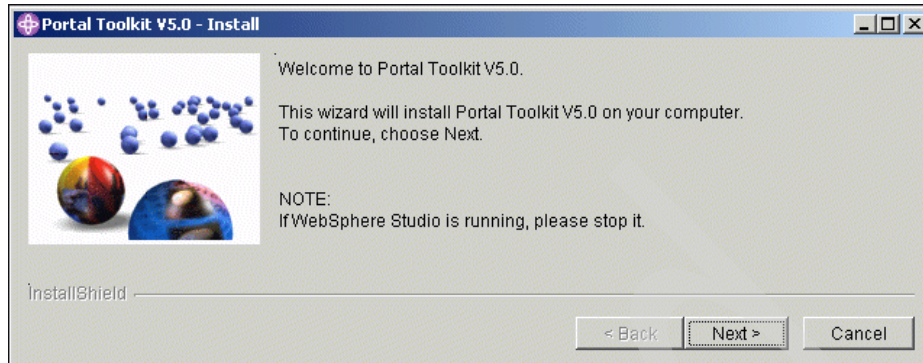 Portal Toolkit V5.0 - Install
Welcome to Portal Toolkit V5.0.
This wizard will install Portal Toolkit V5.0 on your computer.
To continue, choose Next.
NOTE:
If WebSphere Studio is running, please stop it.
InstallShield
< Back Next > Cancel